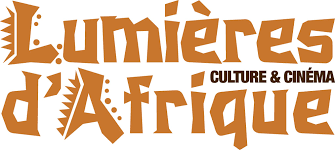 Lumières
CULTURE & CINÉMA
d'Afrique